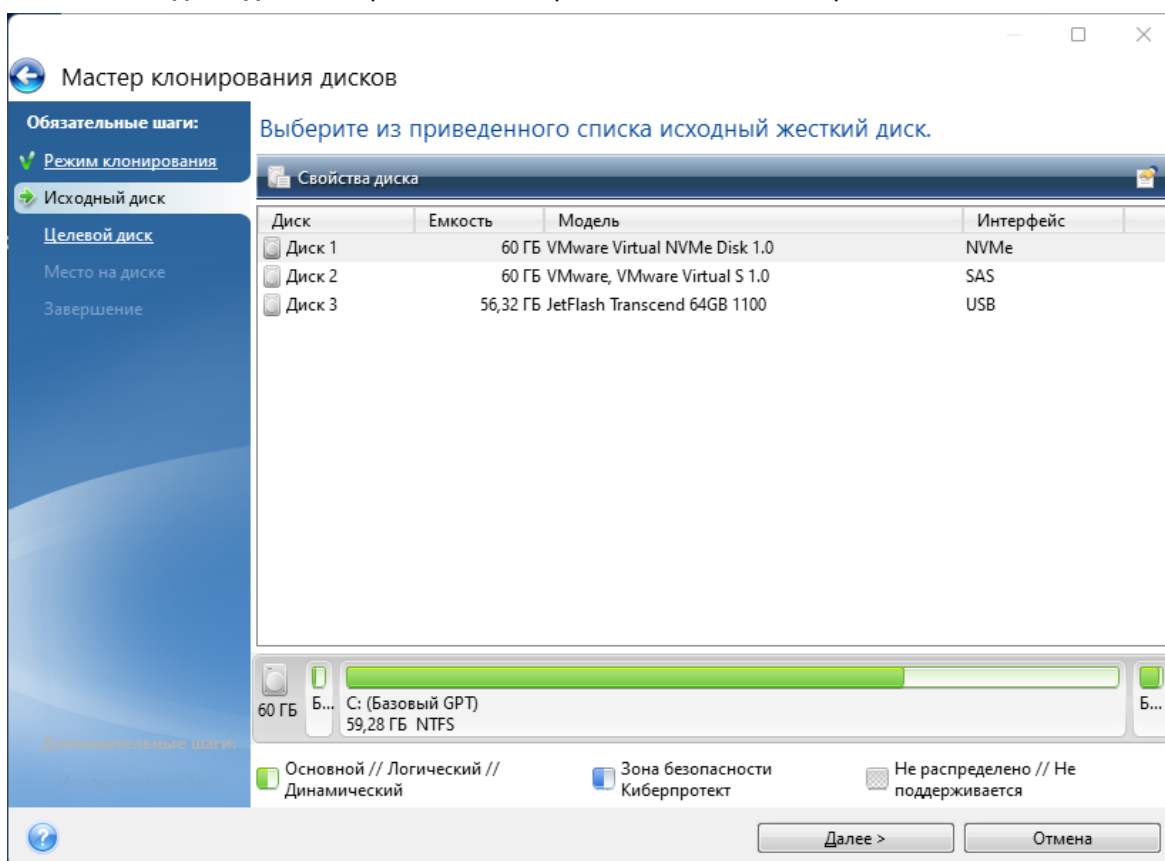 Мастер клонирования дисков
Обязательные шаги:
Режим клонирования
Исходный диск
Целевой диск
Место на диске
Завершение
Выберите из приведенного списка исходный жесткий диск.
Свойства диска
Диск Емкость Модель Интерфейс
Диск 1 60 ГБ VMware Virtual NVMe Disk 1.0 NVMe
Диск 2 60 ГБ VMware, VMware Virtual S 1.0 SAS
Диск 3 56,32 ГБ JetFlash Transcend 64GB 1100 USB
60 ГБ Б... C: (Базовый GPT) Б...
59,28 ГБ NTFS
Дополнительные шаги:
Основной // Логический //
Динамический
Зона безопасности
Киберпротект
Не распределено // Не
поддерживается
Далее > Отмена